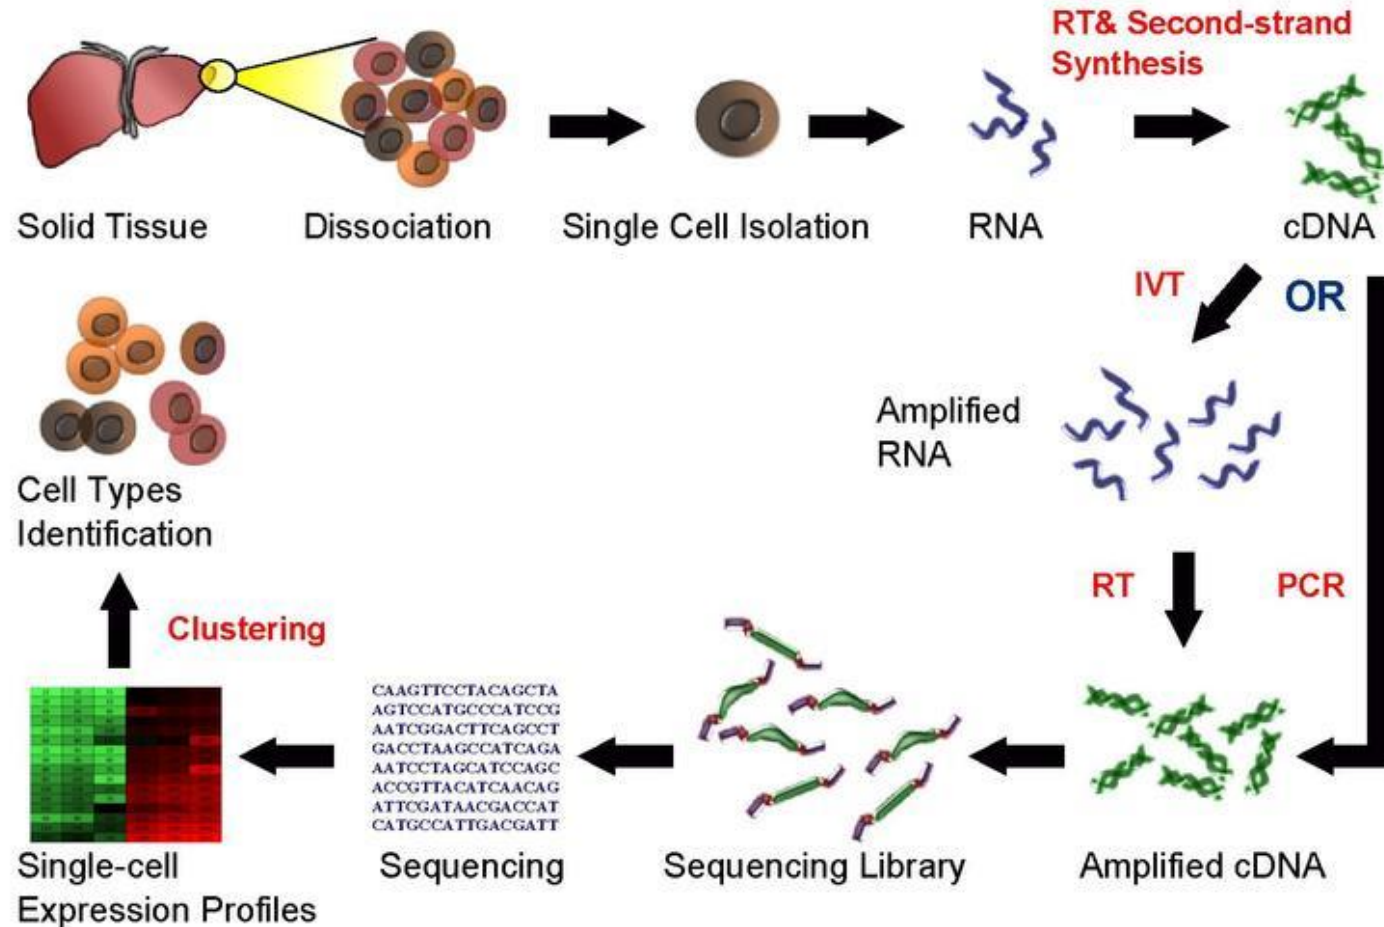 RT& Second-strand
Synthesis
Solid Tissue
Dissociation
Single Cell Isolation
RNA
cDNA
IVT
OR
Amplified
RNA
RT
PCR
Amplified cDNA
Sequencing Library
CAAGTTCCTACAGCTA
AGTCCATGCCCATCCG
AATCGGACTTCAGCCT
GACCTAAGCCATCAGA
AATCCTAGCATCCAGC
ACCGTTACATCAACAG
ATTCGATAACGACCAT
CATGCCATTGACGATT
Sequencing
Single-cell
Expression Profiles
Clustering
Cell Types
Identification